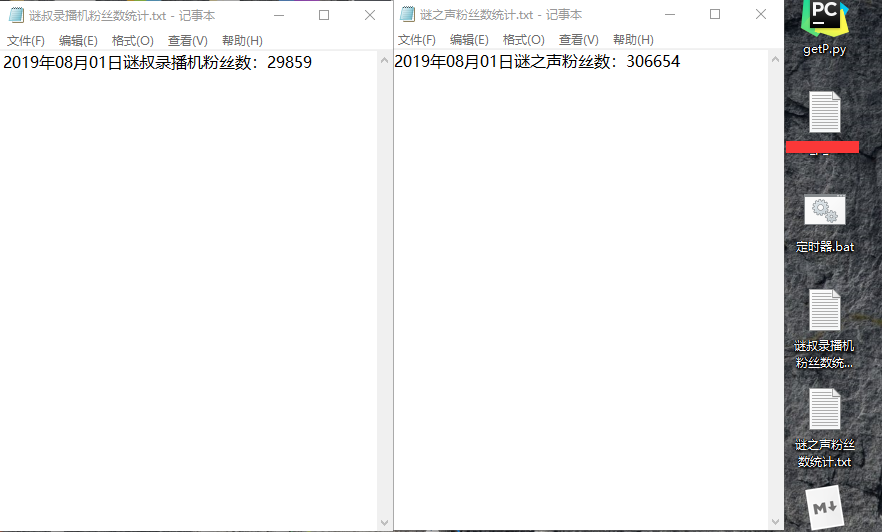 谜叔录播机粉丝数统计.txt - 记事本
文件(F) 编辑(E) 格式(O) 查看(V) 帮助(H)
2019年08月01日谜叔录播机粉丝数：29859
谜之声粉丝数统计.txt - 记事本
文件(F) 编辑(E) 格式(O) 查看(V) 帮助(H)
2019年08月01日谜之声粉丝数：306654
PC
getP.py
定时器.bat
谜叔录播机
粉丝数统...
谜之声粉丝
数统计.txt
M